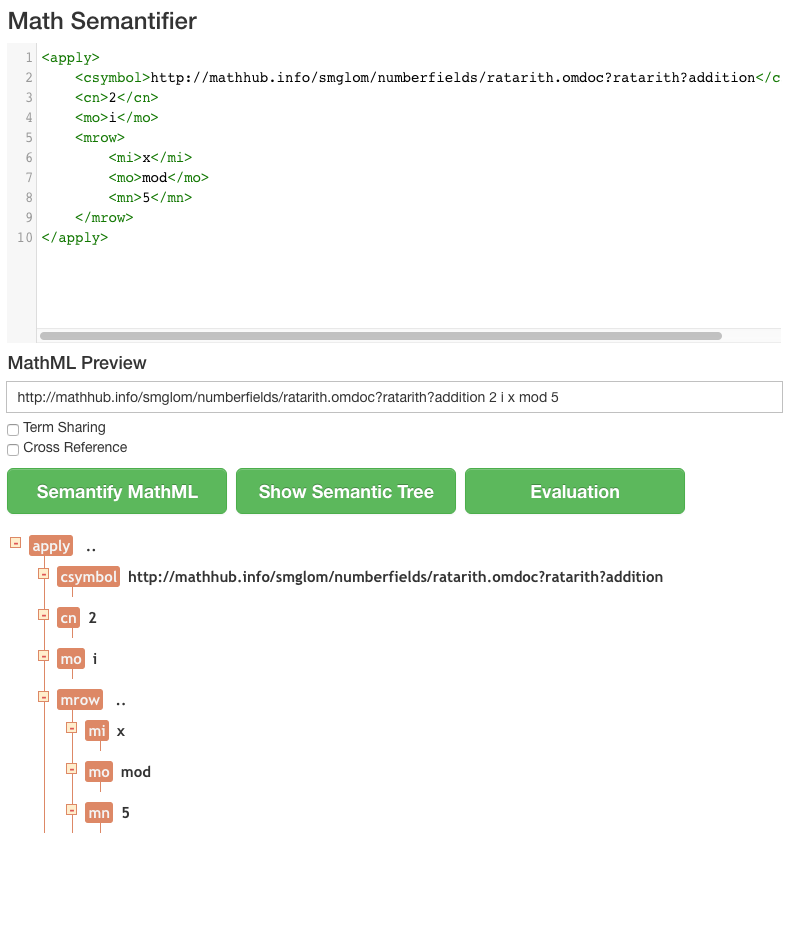 Math Semantifier
1 <apply>
2 <csymbol>http://mathhub.info/smglom/numberfields/ratarith.omdoc?ratarith?addition</c
3 <cn>2</cn>
4 <mo>i</mo>
5 <mrow>
6 <mi>x</mi>
7 <mo>mod</mo>
8 <mn>5</mn>
9 </mrow>
10 </apply>
MathML Preview
http://mathhub.info/smglom/numberfields/ratarith.omdoc?ratarith?addition 2 i x mod 5
Term Sharing
Cross Reference
Semantify MathML Show Semantic Tree Evaluation
apply ..
csymbol http://mathhub.info/smglom/numberfields/ratarith.omdoc?ratarith?addition
cn 2
mo i
mrow ..
mi x
mo mod
mn 5